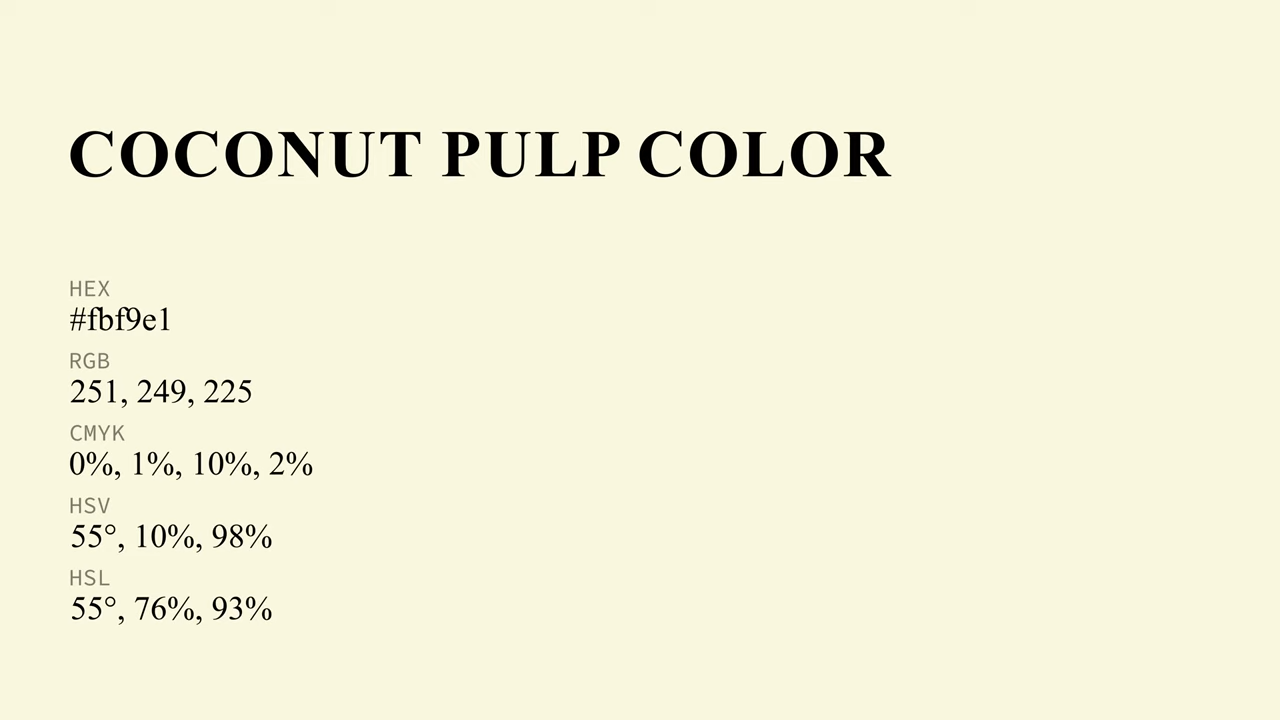 COCONUT PULP COLOR
HEX
#fbf9e1
RGB
251, 249, 225
CMYK
0%, 1%, 10%, 2%
HSV
55°, 10%, 98%
HSL
55°, 76%, 93%